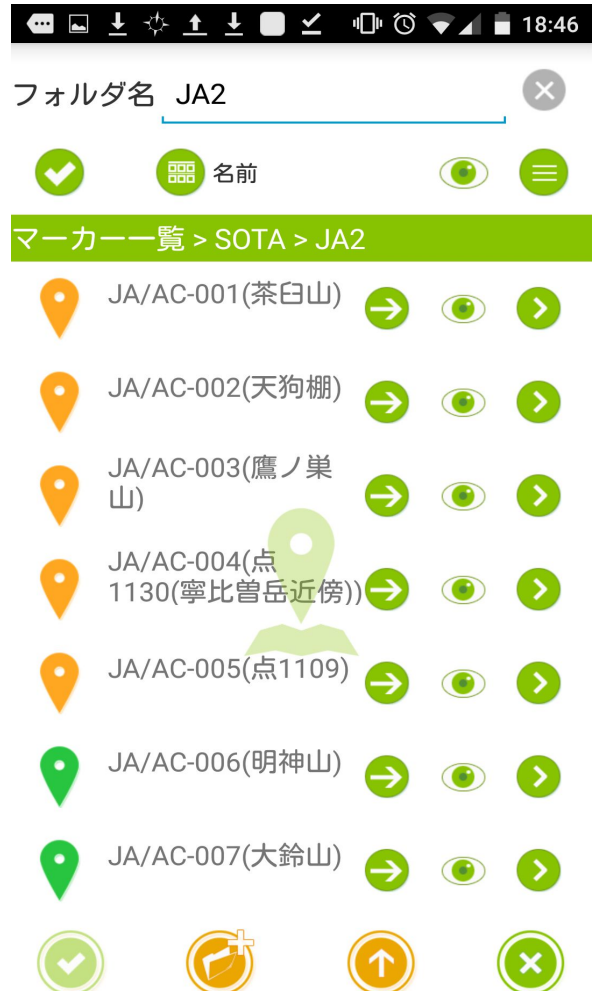 18:46
フォルダ名 JA2
名前
マーカー一覧 > SOTA > JA2
JA/AC-001(茶臼山)
JA/AC-002(天狗棚)
JA/AC-003(鷹ノ巣
山)
JA/AC-004(点
1130(寧比曽岳近傍))
JA/AC-005(点1109)
JA/AC-006(明神山)
JA/AC-007(大鈴山)